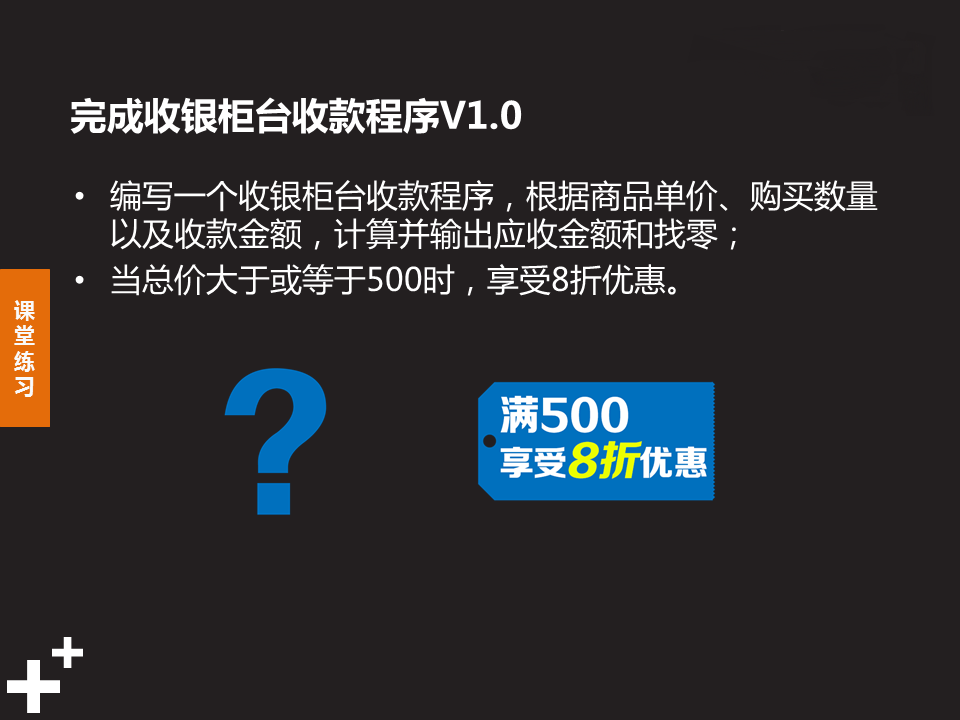 完成收银柜台收款程序V1.0
• 编写一个收银柜台收款程序，根据商品单价、购买数量
以及收款金额，计算并输出应收金额和找零；
• 当总价大于或等于500时，享受8折优惠。
课
堂
练
习
?
满500
享受8折优惠